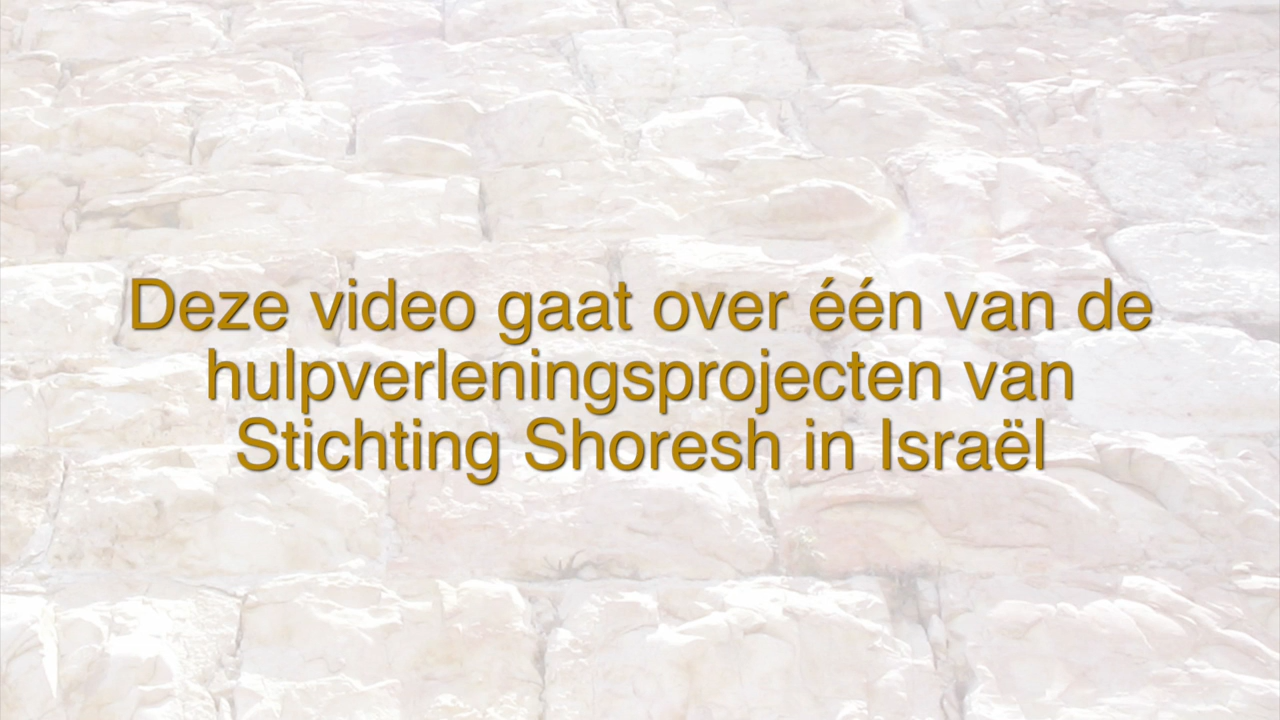 Deze video gaat over één van de
hulpverleningsprojecten van
Stichting Shoresh in Israël